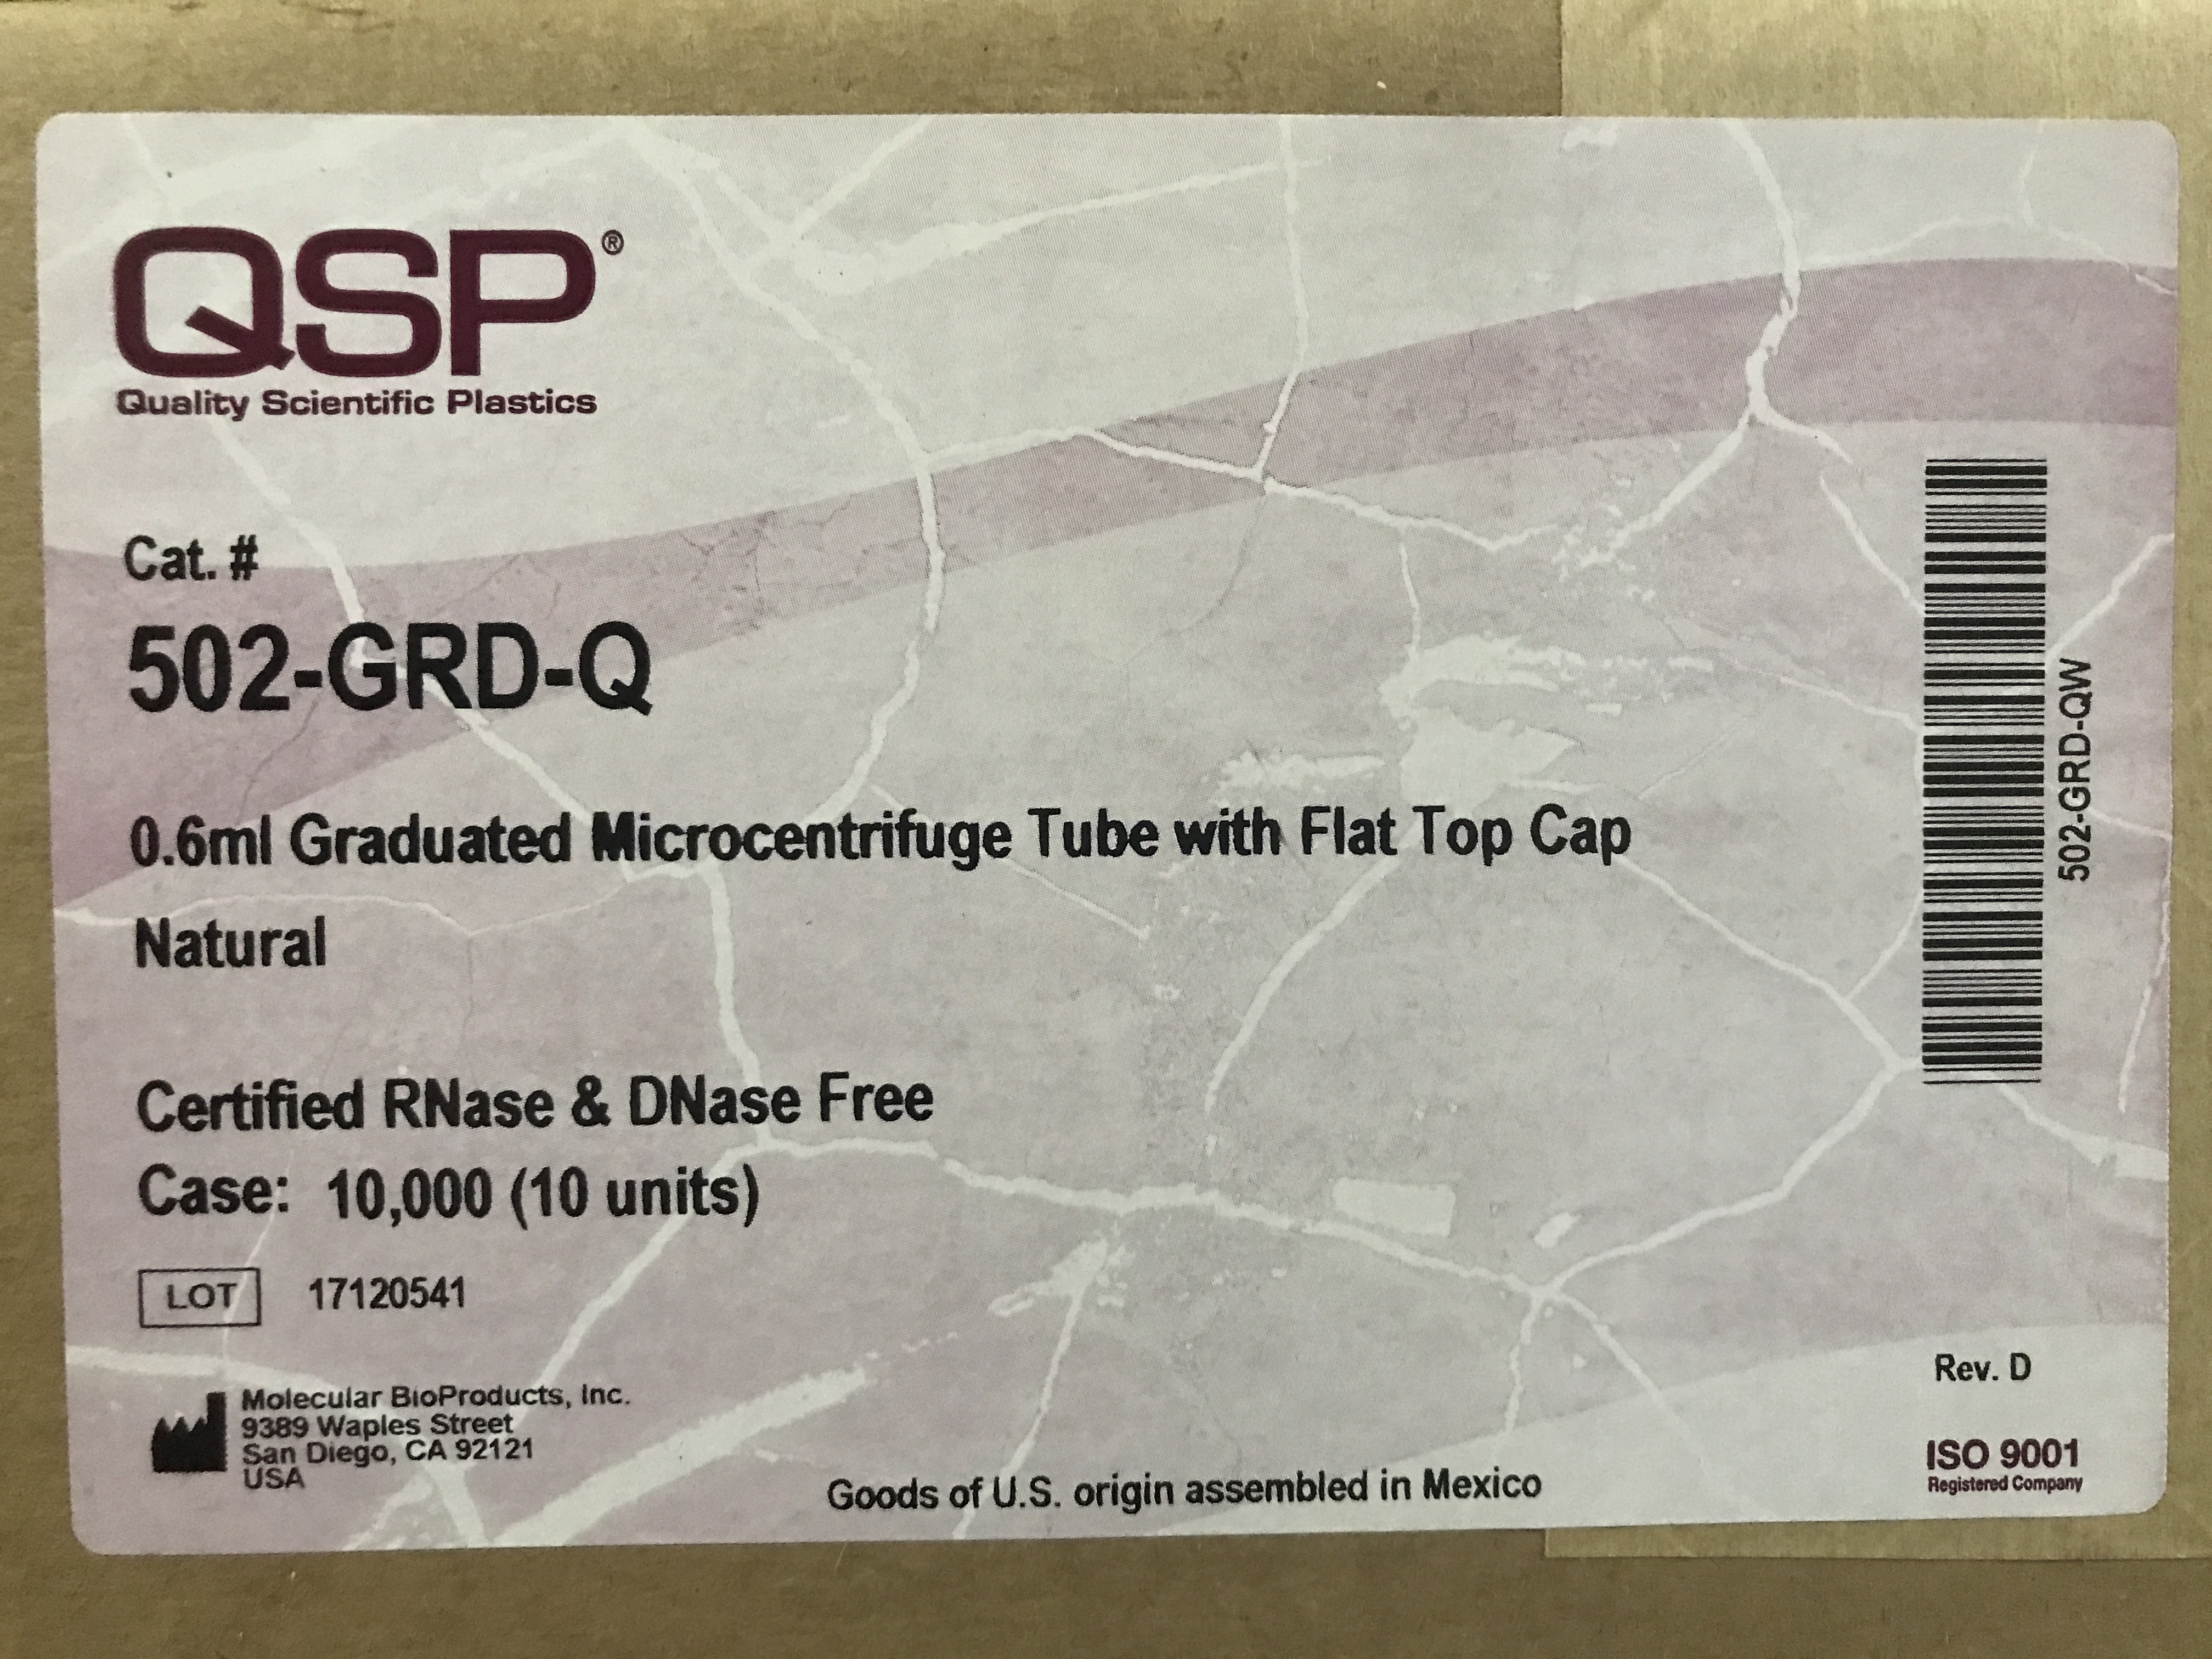 QSP®
Quality Scientific Plastics
Cat. #
502-GRD-Q
0.6ml Graduated Microcentrifuge Tube with Flat Top Cap
Natural
Certified RNase & DNase Free
Case: 10,000 (10 units)
LOT 17120541
Molecular BioProducts, Inc.
9389 Waples Street
San Diego, CA 92121
USA
Goods of U.S. origin assembled in Mexico
502-GRD-QW
Rev. D
ISO 9001
Registered Company